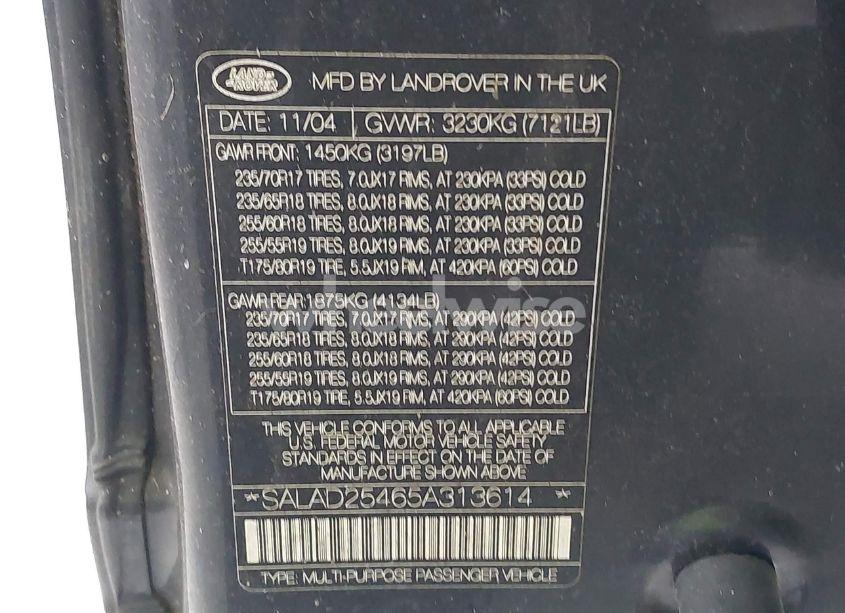 LAND ROVER
MFD BY LANDROVER IN THE UK
DATE: 11/04 GVWR: 3230KG (7121LB)
GAWR FRONT: 1450KG (3197LB)
235/70R17 TIRES, 7.0JX17 RIMS, AT 230KPA (33PSI) COLD
235/65R18 TIRES, 8.0JX18 RIMS, AT 230KPA (33PSI) COLD
255/60R18 TIRES, 8.0JX18 RIMS, AT 230KPA (33PSI) COLD
255/55R19 TIRES, 8.0JX19 RIMS, AT 230KPA (33PSI) COLD
T175/80R19 TIRE, 5.5JX19 RIM, AT 420KPA (60PSI) COLD
GAWR REAR: 1875KG (4134LB)
235/70R17 TIRES, 7.0JX17 RIMS, AT 290KPA (42PSI) COLD
235/65R18 TIRES, 8.0JX18 RIMS, AT 290KPA (42PSI) COLD
255/60R18 TIRES, 8.0JX18 RIMS, AT 290KPA (42PSI) COLD
255/55R19 TIRES, 8.0JX19 RIMS, AT 290KPA (42PSI) COLD
T175/80R19 TIRE, 5.5JX19 RIM, AT 420KPA (60PSI) COLD
THIS VEHICLE CONFORMS TO ALL APPLICABLE
U.S. FEDERAL MOTOR VEHICLE SAFETY
STANDARDS IN EFFECT ON THE DATE OF
MANUFACTURE SHOWN ABOVE
*SALAD25465A313614*
TYPE: MULTI-PURPOSE PASSENGER VEHICLE